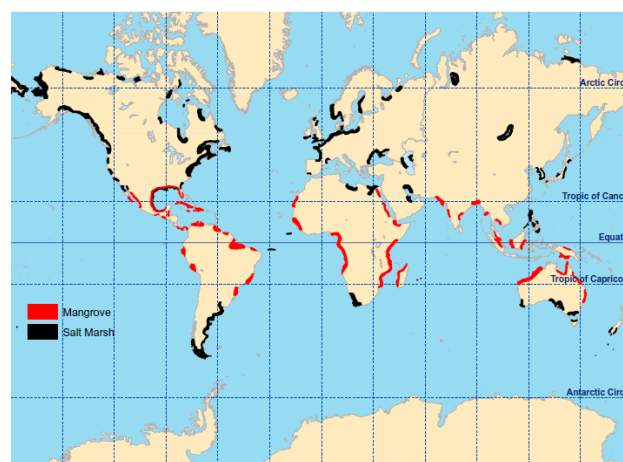 Arctic Circ
Tropic of Canc
Equat
Tropic of Caprico
Mangrove
Salt Marsh
Antarctic Circ